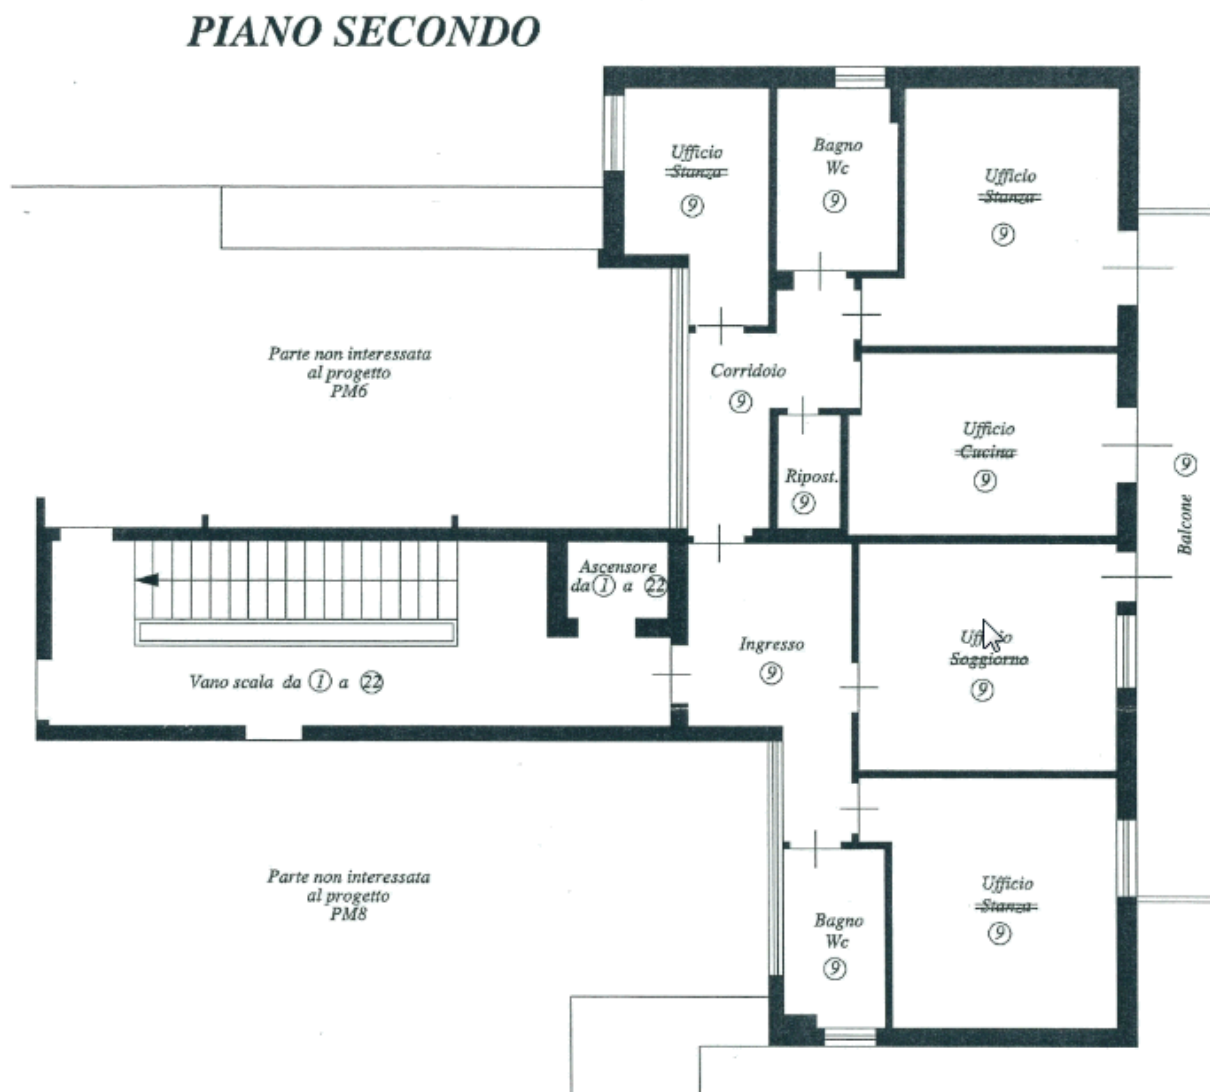 PIANO SECONDO
Ufficio
Stanza
9
Bagno
Wc
9
Ufficio
Stanza
9
Parte non interessata
al progetto
PM6
Corridoio
9
Ufficio
Cucina
9
Ripost.
9
Balcone 9
Ascensore
da 1 a 22
Ingresso
9
Ufficio
Soggiorno
9
Vano scala da 1 a 22
Parte non interessata
al progetto
PM8
Ufficio
Stanza
9
Bagno
Wc
9